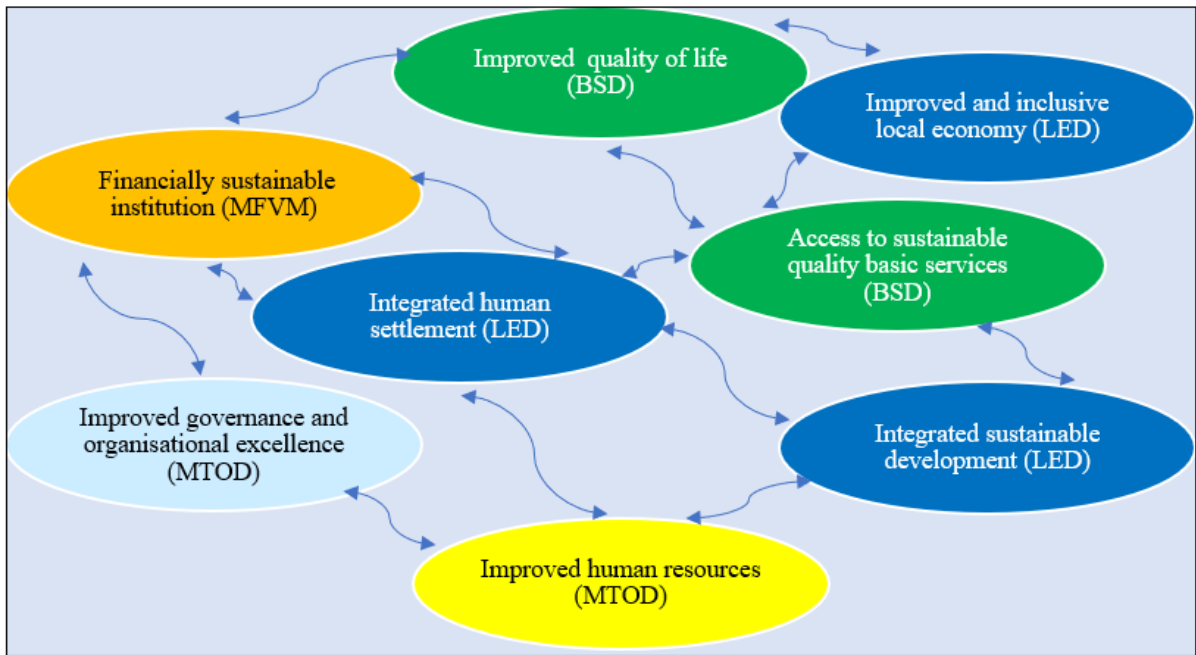 Improved quality of life
(BSD)
Improved and inclusive
local economy (LED)
Financially sustainable
institution (MFVM)
Access to sustainable
quality basic services
(BSD)
Integrated human
settlement (LED)
Improved governance and
organisational excellence
(MTOD)
Integrated sustainable
development (LED)
Improved human resources
(MTOD)